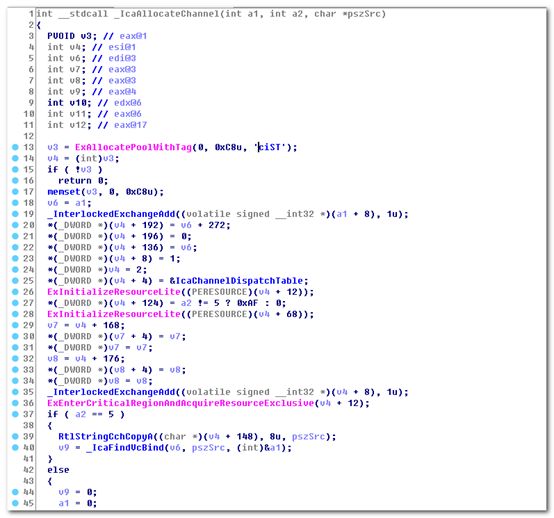 1 int __stdcall _IcaAllocateChannel(int a1, int a2, char *pszSrc)
2 {
3 PVOID v3; // eax@1
4 int v4; // esi@1
5 int v6; // edi@3
6 int v7; // eax@3
7 int v8; // eax@3
8 int v9; // eax@4
9 int v10; // edx@6
10 int v11; // eax@6
11 int v12; // eax@17
12
13 v3 = ExAllocatePoolWithTag(0, 0xC8u, 'ciST');
14 v4 = (int)v3;
15 if ( !v3 )
16 return 0;
17 memset(v3, 0, 0xC8u);
18 v6 = a1;
19 _InterlockedExchangeAdd((volatile signed __int32 *)(a1 + 8), 1u);
20 *(_DWORD *)(v4 + 192) = v6 + 272;
21 *(_DWORD *)(v4 + 196) = 0;
22 *(_DWORD *)(v4 + 136) = v6;
23 *(_DWORD *)(v4 + 8) = 1;
24 *(_DWORD *)v4 = 2;
25 *(_DWORD *)(v4 + 4) = &IcaChannelDispatchTable;
26 ExInitializeResourceLite((PERESOURCE)(v4 + 12));
27 *(_DWORD *)(v4 + 124) = a2 != 5 ? 0xAF : 0;
28 ExInitializeResourceLite((PERESOURCE)(v4 + 68));
29 v7 = v4 + 168;
30 *(_DWORD *)(v7 + 4) = v7;
31 *(_DWORD *)v7 = v7;
32 v8 = v4 + 176;
33 *(_DWORD *)(v8 + 4) = v8;
34 *(_DWORD *)v8 = v8;
35 _InterlockedExchangeAdd((volatile signed __int32 *)(v4 + 8), 1u);
36 ExEnterCriticalRegionAndAcquireResourceExclusive(v4 + 12);
37 if ( a2 == 5 )
38 {
39 RtlStringCchCopyA((char *)(v4 + 148), 8u, pszSrc);
40 v9 = _IcaFindVcBind(v6, pszSrc, (int)&a1);
41 }
42 else
43 {
44 v9 = 0;
45 a1 = 0;